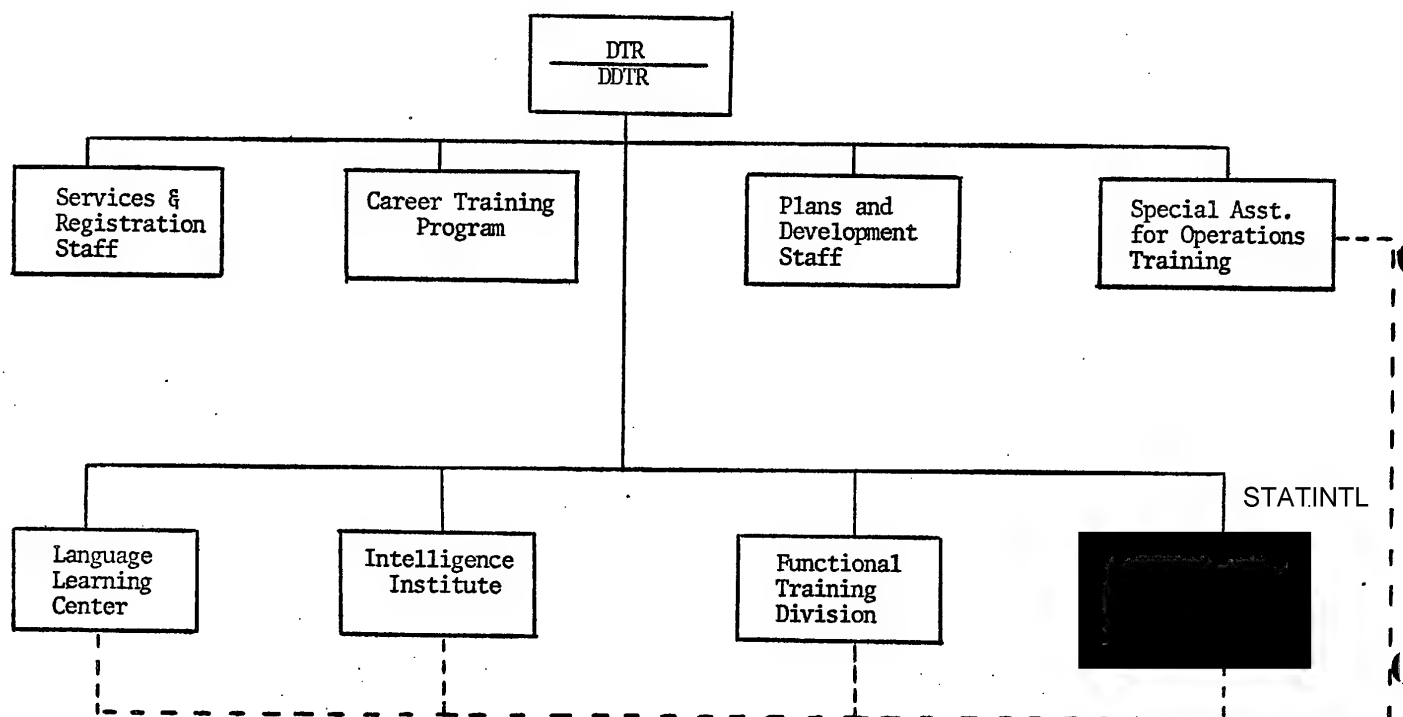 DTR
DDTR
Services &
Registration
Staff
Career Training
Program
Plans and
Development
Staff
Special Asst.
for Operations
Training
STATINTL
Language
Learning
Center
Intelligence
Institute
Functional
Training
Division